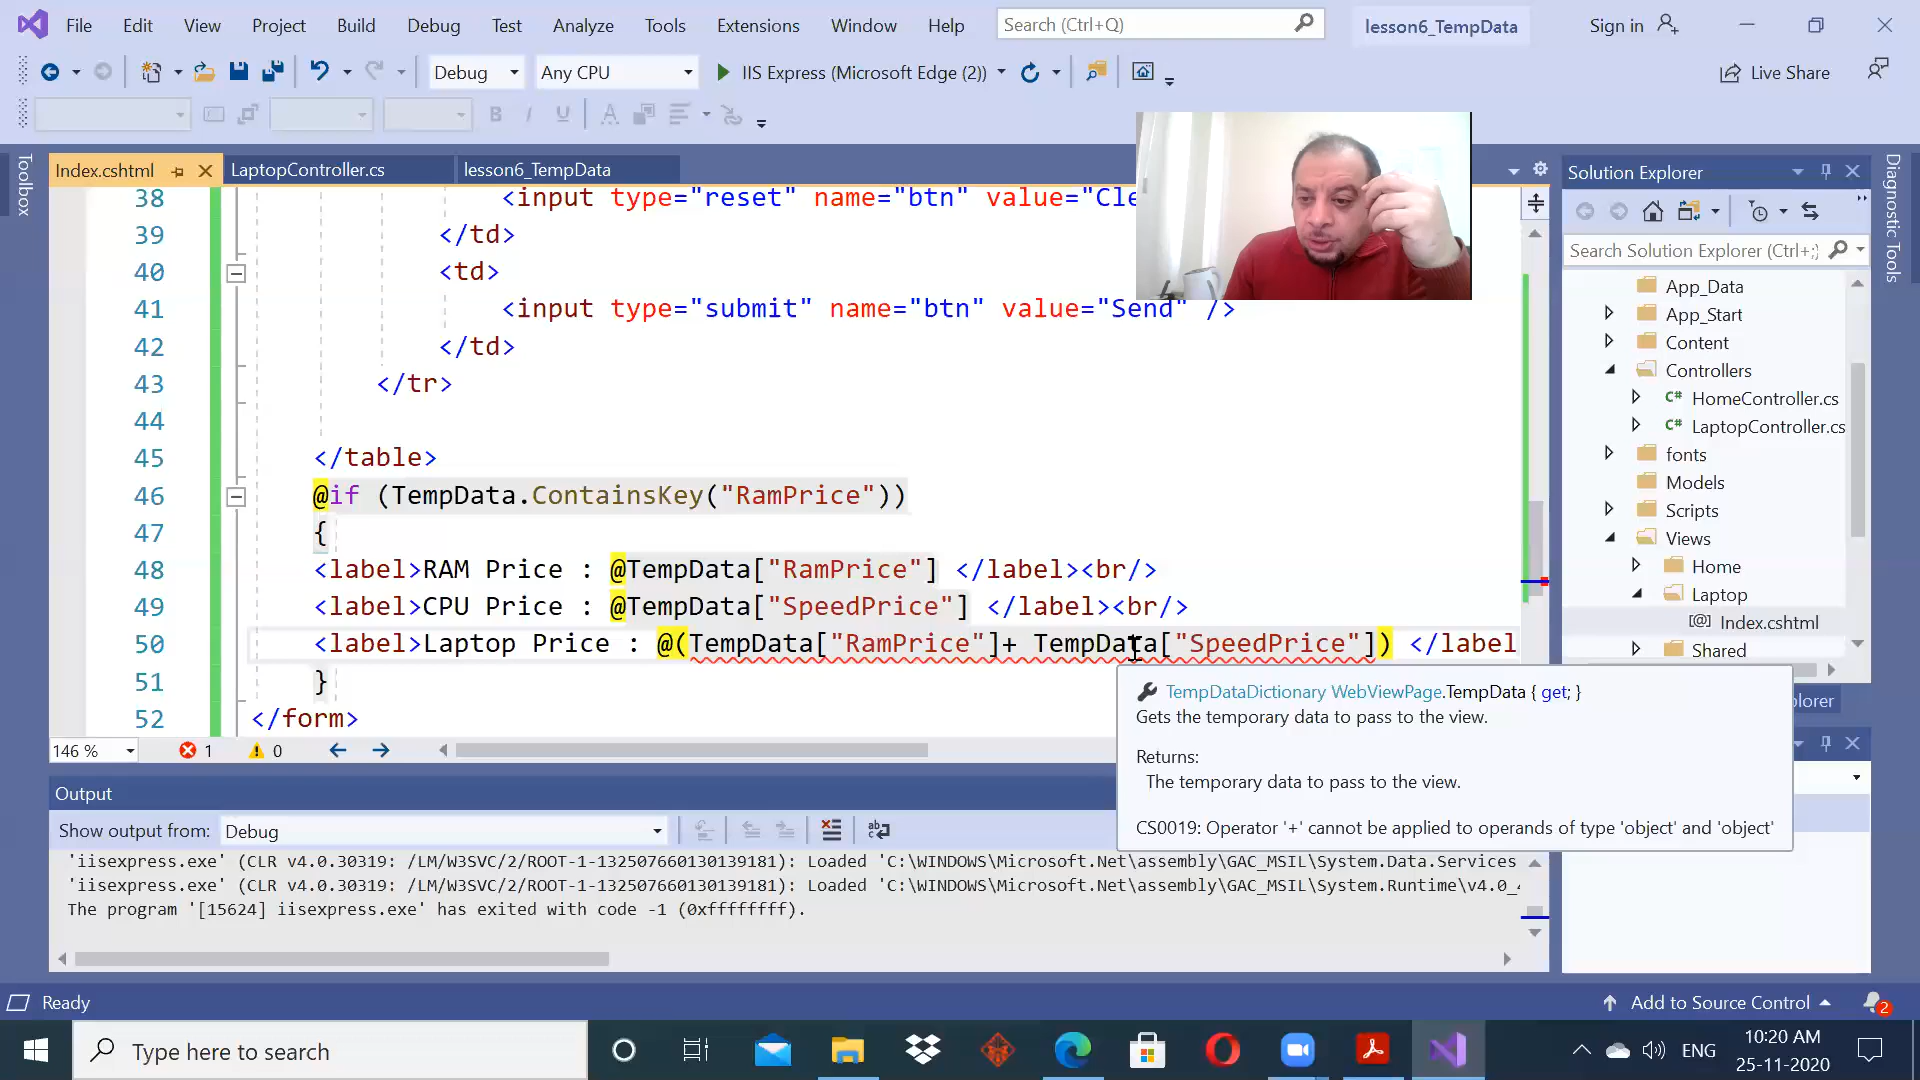 File Edit View Project Build Debug Test Analyze Tools Extensions Window Help Search (Ctrl+Q) lesson6_TempData Sign in
Debug Any CPU IIS Express (Microsoft Edge (2)) Live Share
Toolbox
Index.cshtml LaptopController.cs lesson6_TempData
38 <input type="reset" name="btn" value="Cle
39 </td>
40 <td>
41 <input type="submit" name="btn" value="Send" />
42 </td>
43 </tr>
44
45 </table>
46 @if (TempData.ContainsKey("RamPrice"))
47 {
48 <label>RAM Price : @TempData["RamPrice"] </label><br/>
49 <label>CPU Price : @TempData["SpeedPrice"] </label><br/>
50 <label>Laptop Price : @(TempData["RamPrice"]+ TempData["SpeedPrice"]) </label
51 }
52 </form>
TempDataDictionary WebViewPage.TempData { get; }
Gets the temporary data to pass to the view.
Returns:
The temporary data to pass to the view.
CS0019: Operator '+' cannot be applied to operands of type 'object' and 'object'
146 % 1 0
Output
Show output from: Debug
'iisexpress.exe' (CLR v4.0.30319: /LM/W3SVC/2/ROOT-1-132507660130139181): Loaded 'C:\WINDOWS\Microsoft.Net\assembly\GAC_MSIL\System.Data.Services
'iisexpress.exe' (CLR v4.0.30319: /LM/W3SVC/2/ROOT-1-132507660130139181): Loaded 'C:\WINDOWS\Microsoft.Net\assembly\GAC_MSIL\System.Runtime\v4.0_4
The program '[15624] iisexpress.exe' has exited with code -1 (0xffffffff).
Solution Explorer
Search Solution Explorer (Ctrl+;)
App_Data
App_Start
Content
Controllers
C# HomeController.cs
C# LaptopController.cs
fonts
Models
Scripts
Views
Home
Laptop
[@] Index.cshtml
Shared
plorer
Diagnostic Tools
Ready Add to Source Control 2
Type here to search ENG 10:20 AM
25-11-2020